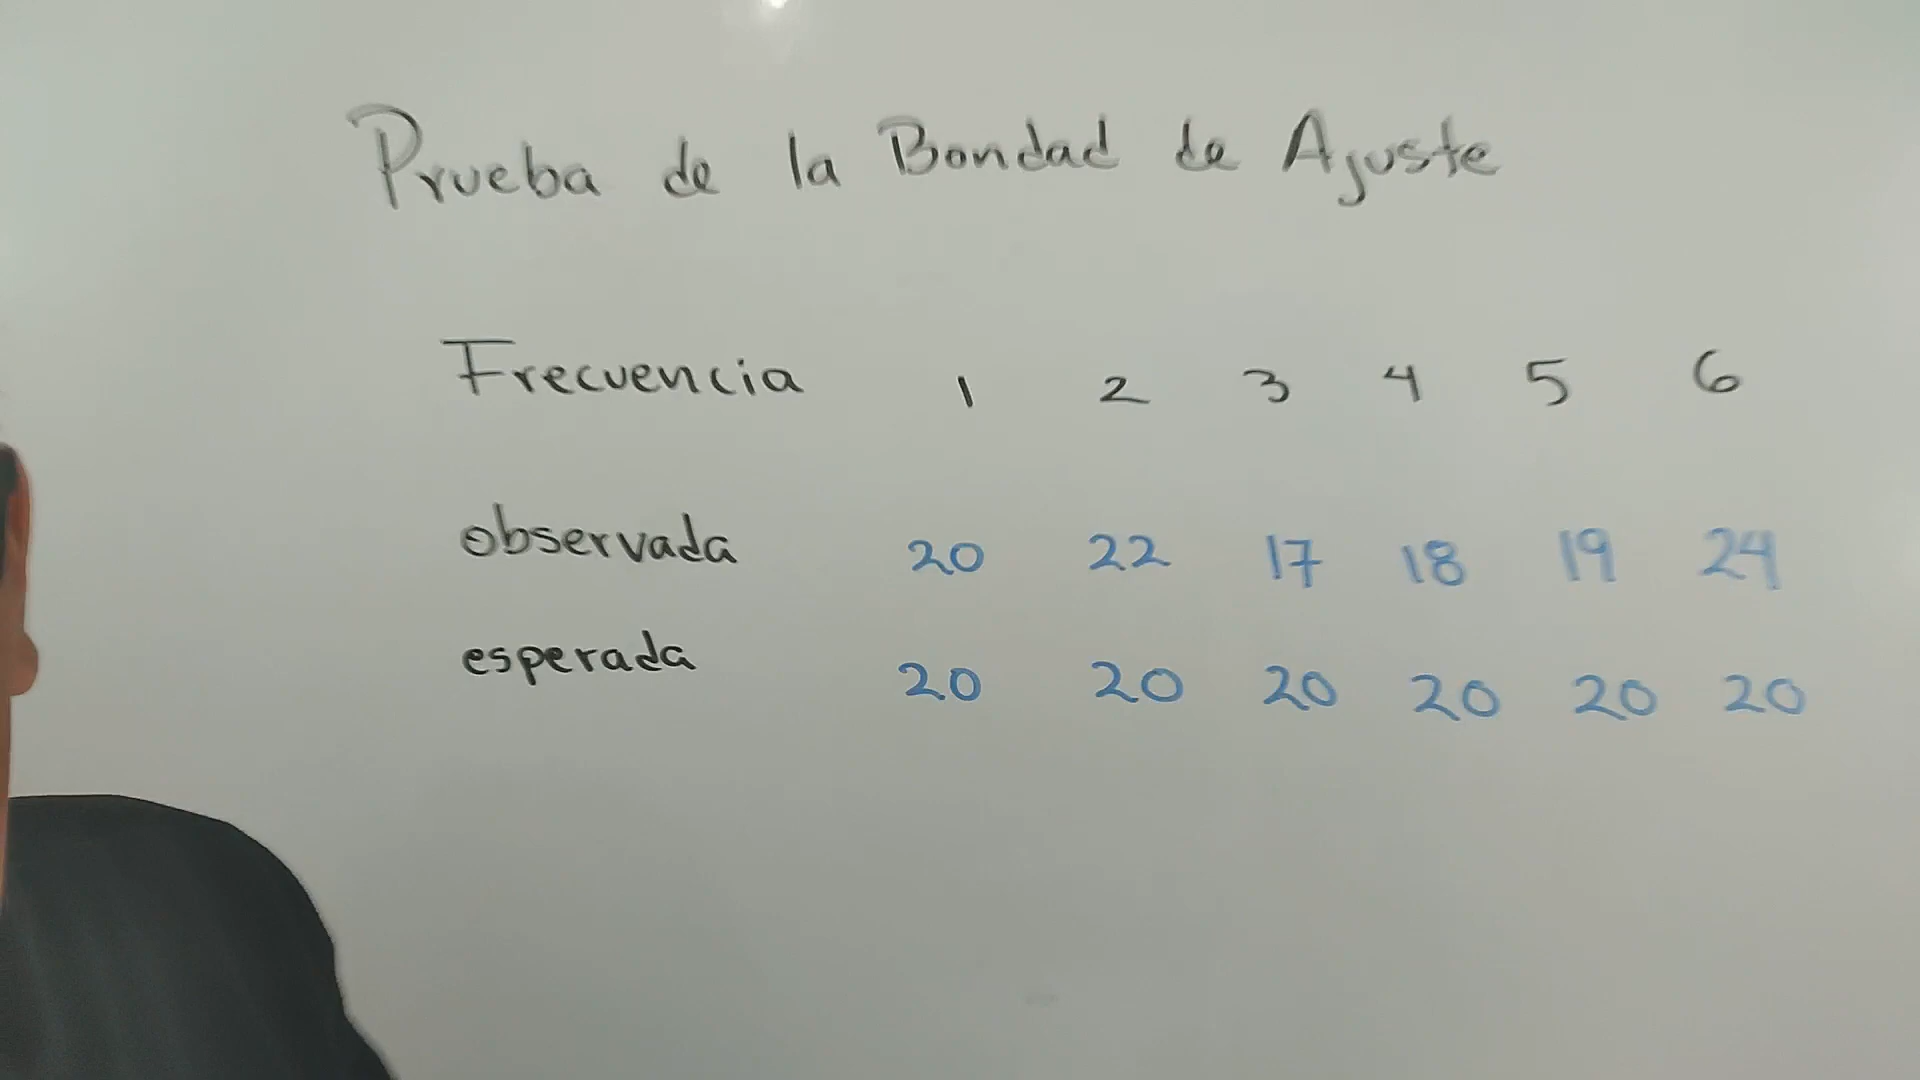 Prueba de la Bondad de Ajuste
Frecuencia 1 2 3 4 5 6
observada 20 22 17 18 19 24
esperada 20 20 20 20 20 20